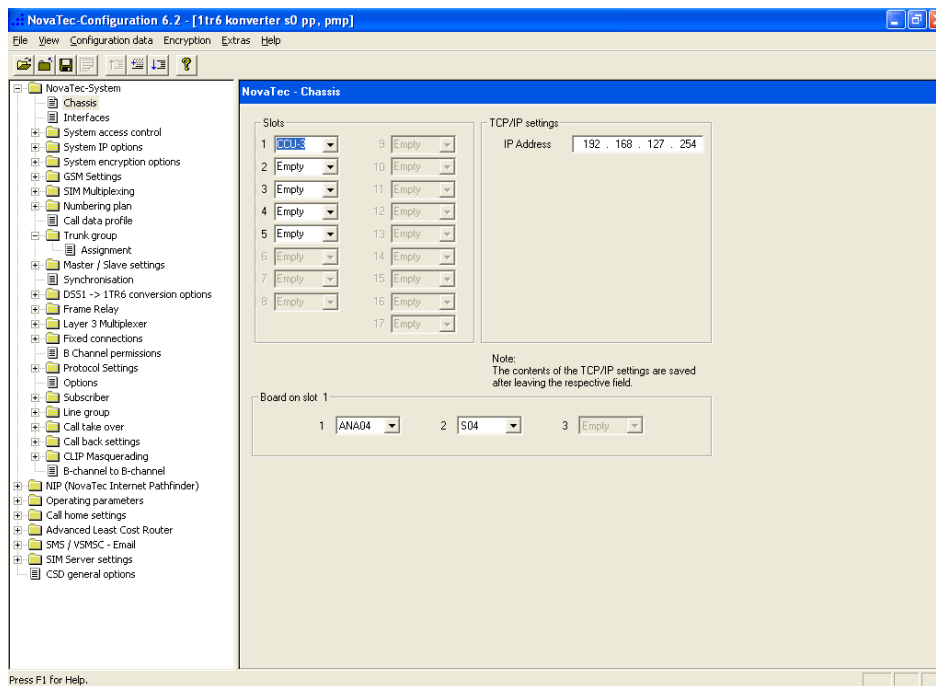 NovaTec-Configuration 6.2 - [1tr6 konverter s0 pp, pmp]
File View Configuration data Encryption Extras Help
NovaTec-System
Chassis
Interfaces
System access control
System IP options
System encryption options
GSM Settings
SIM Multiplexing
Numbering plan
Call data profile
Trunk group
Assignment
Master / Slave settings
Synchronisation
DSS1 -> 1TR6 conversion options
Frame Relay
Layer 3 Multiplexer
Fixed connections
B Channel permissions
Protocol Settings
Options
Subscriber
Line group
Call take over
Call back settings
CLIP Masquerading
B-channel to B-channel
NIP (NovaTec Internet Pathfinder)
Operating parameters
Call home settings
Advanced Least Cost Router
SMS / VSMSC - Email
SIM Server settings
CSD general options
NovaTec - Chassis
Slots
1 CCU-3
2 Empty
3 Empty
4 Empty
5 Empty
6 Empty
7 Empty
8 Empty
9 Empty
10 Empty
11 Empty
12 Empty
13 Empty
14 Empty
15 Empty
16 Empty
17 Empty
TCP/IP settings
IP Address 192 . 168 . 127 . 254
Note:
The contents of the TCP/IP settings are saved
after leaving the respective field.
Board on slot 1
1 ANA04 2 S04 3 Empty
Press F1 for Help.